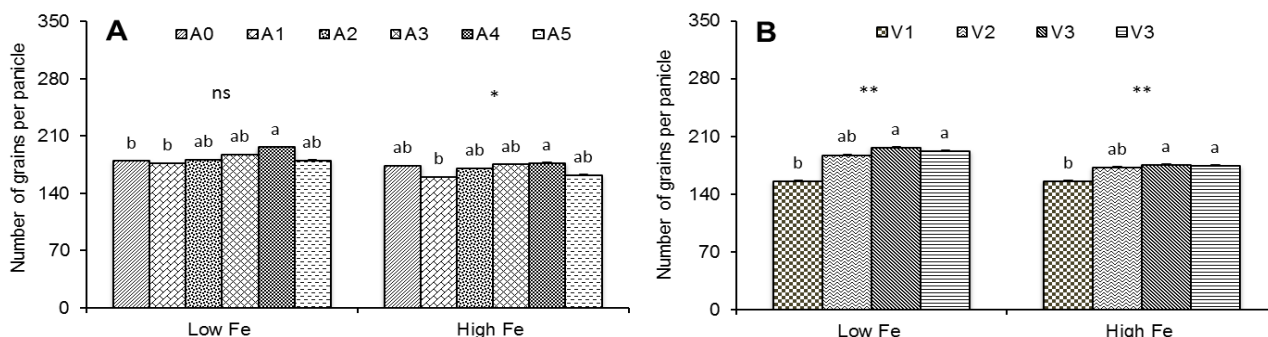 A
A0 A1 A2 A3 A4 A5
Number of grains per panicle
350
280
210
140
70
0
ns
*
b b ab ab a ab
ab b ab ab a ab
Low Fe
High Fe
B
V1 V2 V3 V3
Number of grains per panicle
350
280
210
140
70
0
**
**
b ab a a
b ab a a
Low Fe
High Fe